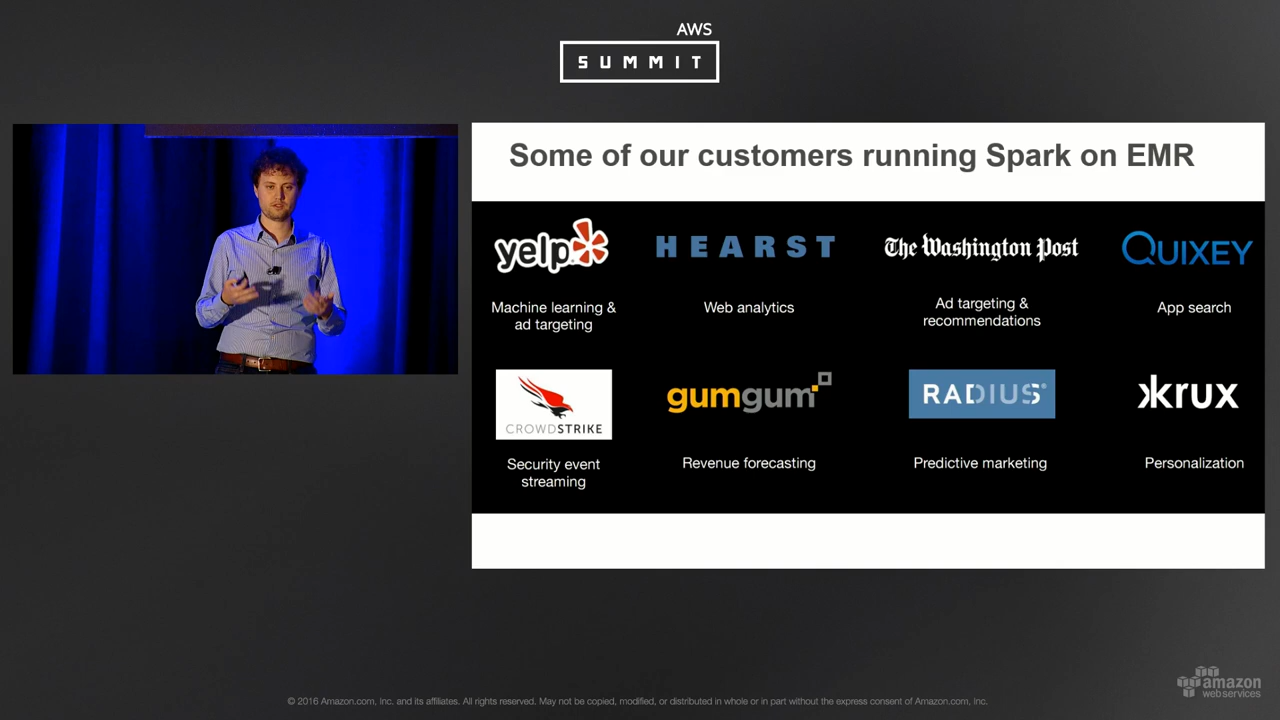 AWS
SUMMIT
Some of our customers running Spark on EMR
yelp
HEARST
The Washington Post
QUIXEY
Machine learning &
ad targeting
Web analytics
Ad targeting &
recommendations
App search
CROWDSTRIKE
gumgum
RADIUS
krux
Security event
streaming
Revenue forecasting
Predictive marketing
Personalization
amazon
web services
© 2016 Amazon.com, Inc. and its affiliates. All rights reserved. May not be copied, modified, or distributed in whole or in part without the express consent of Amazon.com, Inc.